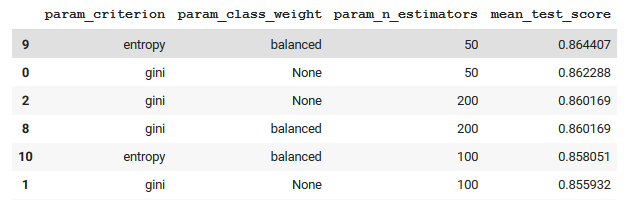 param_criterion param_class_weight param_n_estimators mean_test_score
9 entropy balanced 50 0.864407
0 gini None 50 0.862288
2 gini None 200 0.860169
8 gini balanced 200 0.860169
10 entropy balanced 100 0.858051
1 gini None 100 0.855932